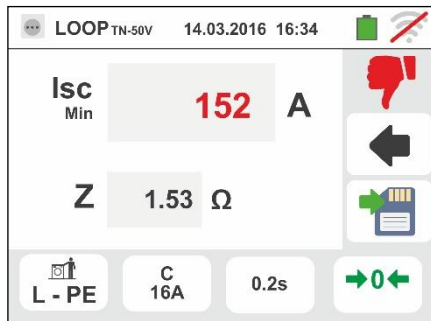 LOOP TN-50V 14.03.2016 16:34
Isc
Min
152 A
Z 1.53 Ω
L - PE
C
16A
0.2s
0